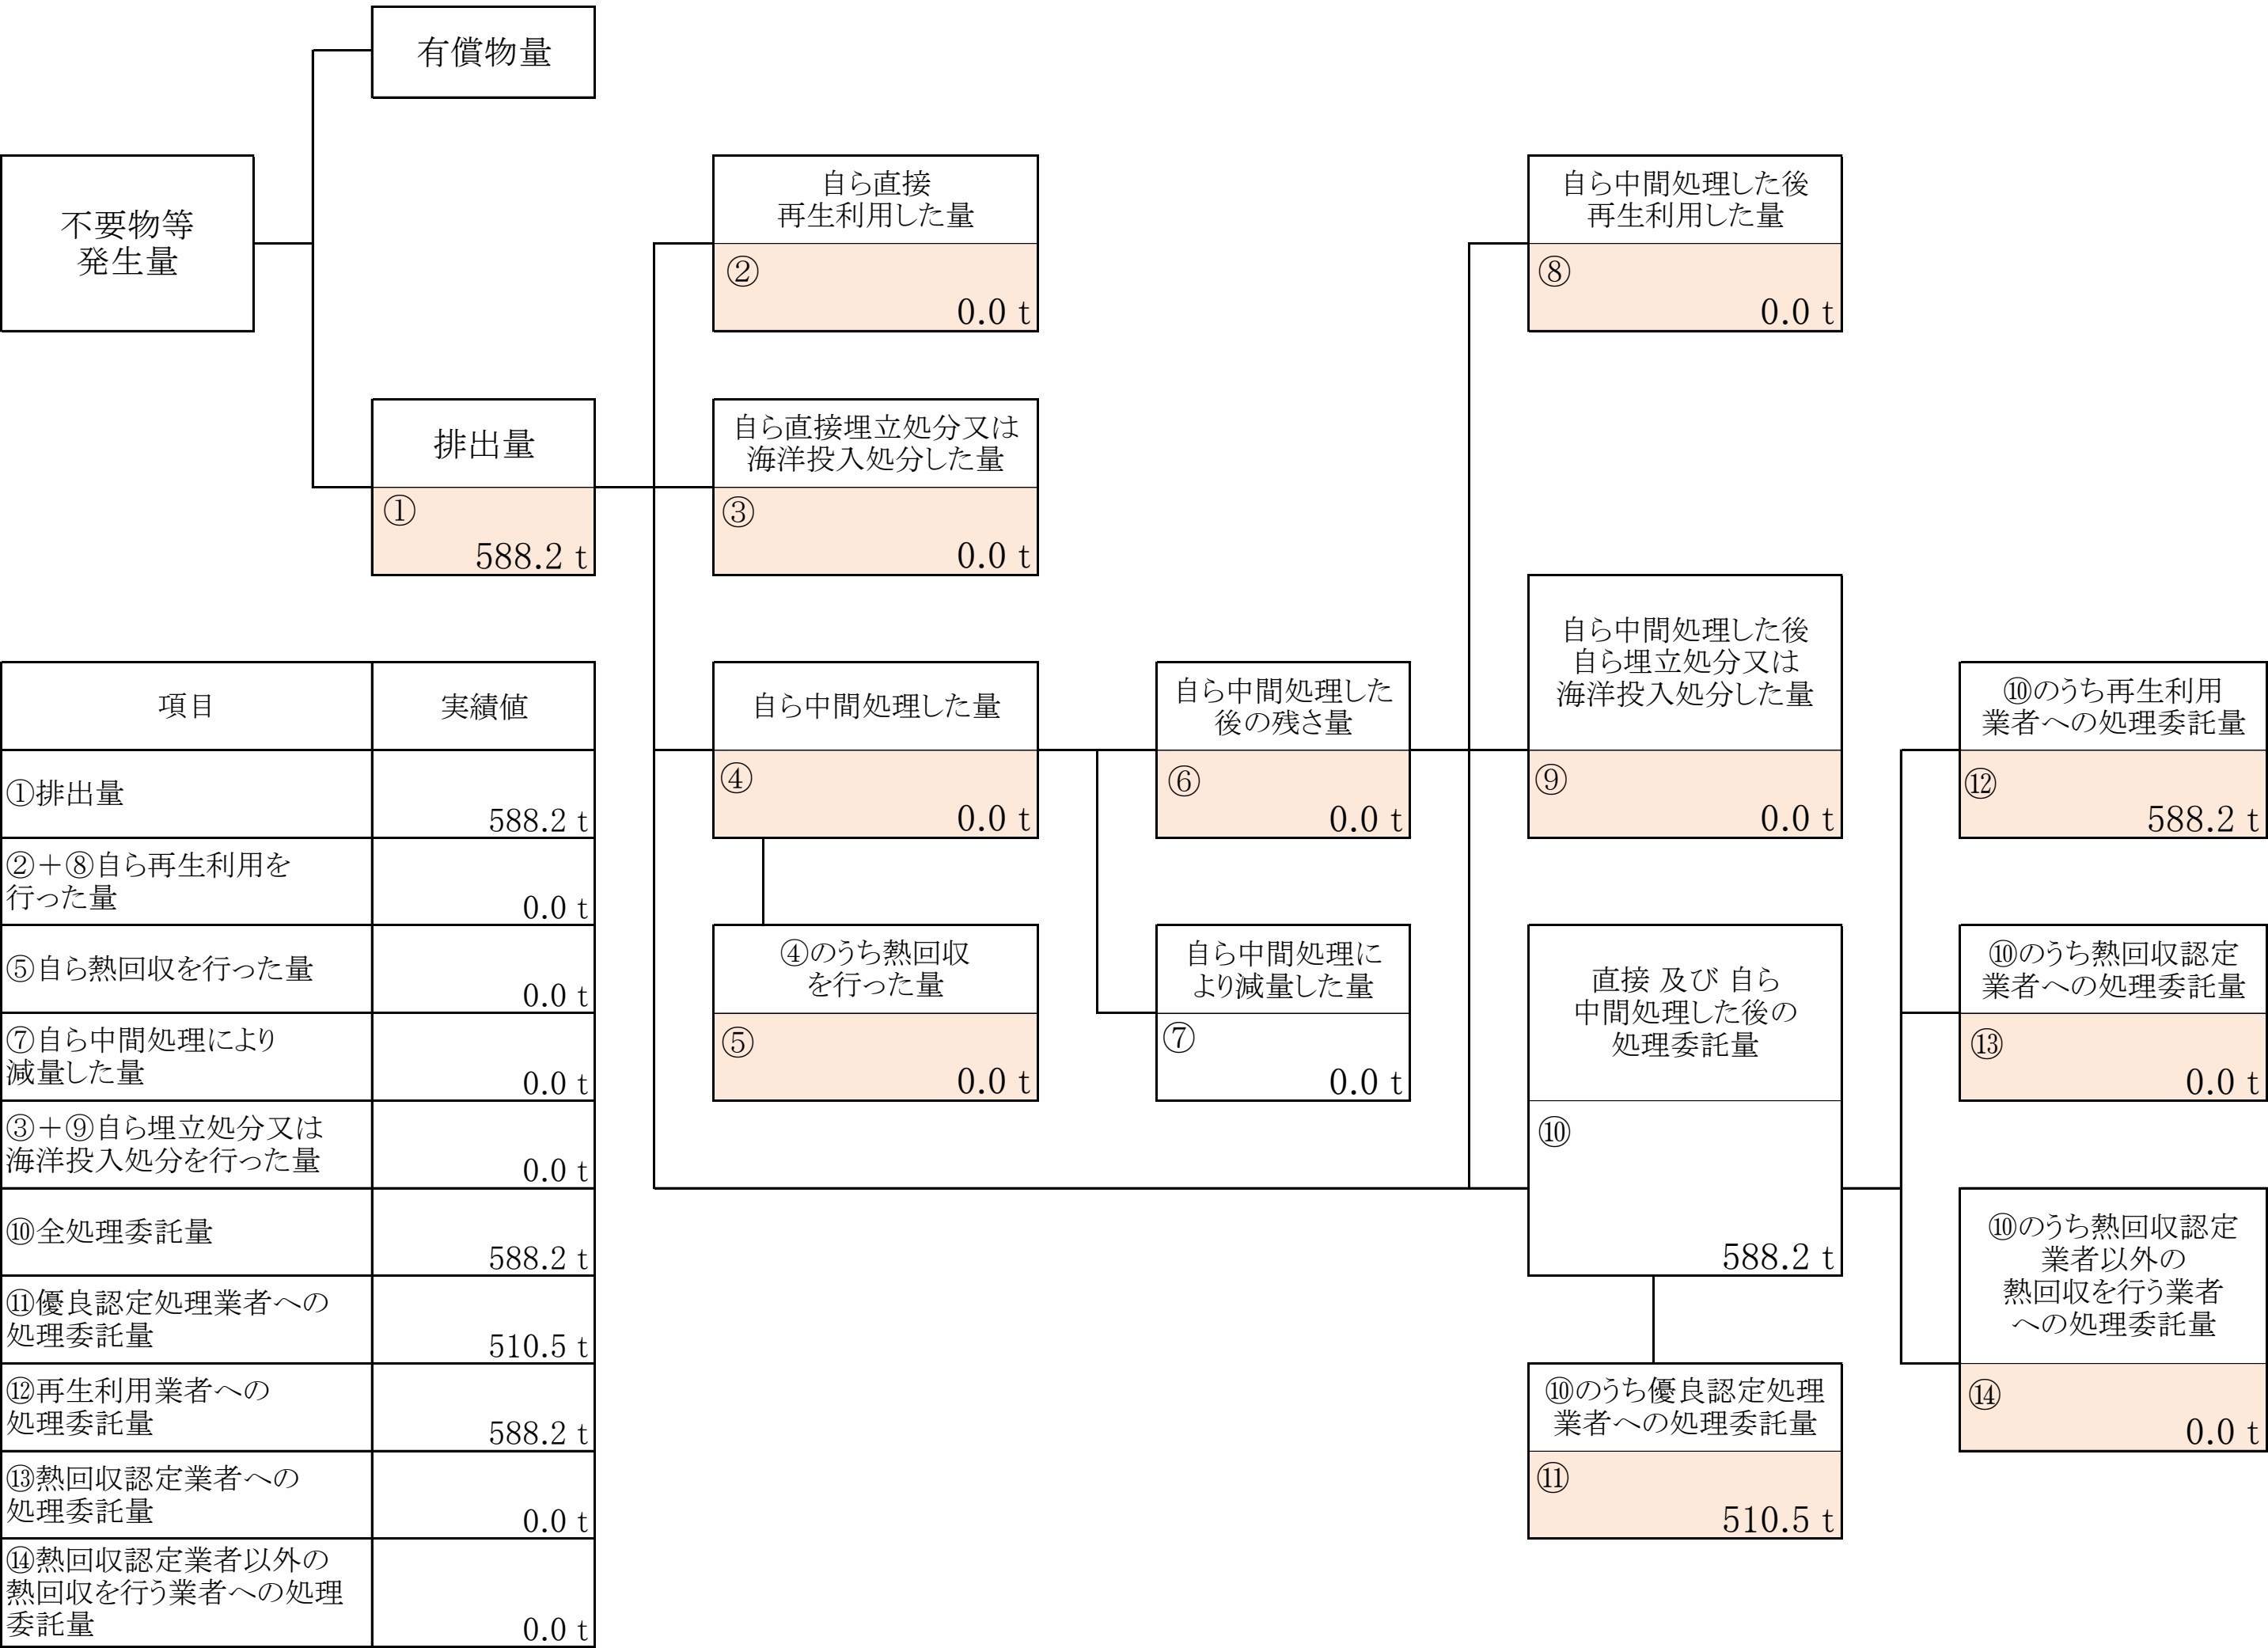 有償物量
不要物等
発生量
排出量
①
588.2 t
自ら直接
再生利用した量
②
0.0 t
自ら直接埋立処分又は
海洋投入処分した量
③
0.0 t
自ら中間処理した量
④
0.0 t
④のうち熱回収
を行った量
⑤
0.0 t
自ら中間処理した
後の残さ量
⑥
0.0 t
自ら中間処理に
より減量した量
⑦
0.0 t
自ら中間処理した後
再生利用した量
⑧
0.0 t
自ら中間処理した後
自ら埋立処分又は
海洋投入処分した量
⑨
0.0 t
直接 及び 自ら
中間処理した後の
処理委託量
⑩
588.2 t
⑩のうち優良認定処理
業者への処理委託量
⑪
510.5 t
⑩のうち再生利用
業者への処理委託量
⑫
588.2 t
⑩のうち熱回収認定
業者への処理委託量
⑬
0.0 t
⑩のうち熱回収認定
業者以外の
熱回収を行う業者
への処理委託量
⑭
0.0 t
項目 実績値
①排出量
588.2 t
②＋⑧自ら再生利用を
行った量
0.0 t
⑤自ら熱回収を行った量
0.0 t
⑦自ら中間処理により
減量した量
0.0 t
③＋⑨自ら埋立処分又は
海洋投入処分を行った量
0.0 t
⑩全処理委託量
588.2 t
⑪優良認定処理業者への
処理委託量
510.5 t
⑫再生利用業者への
処理委託量
588.2 t
⑬熱回収認定業者への
処理委託量
0.0 t
⑭熱回収認定業者以外の
熱回収を行う業者への処理
委託量
0.0 t